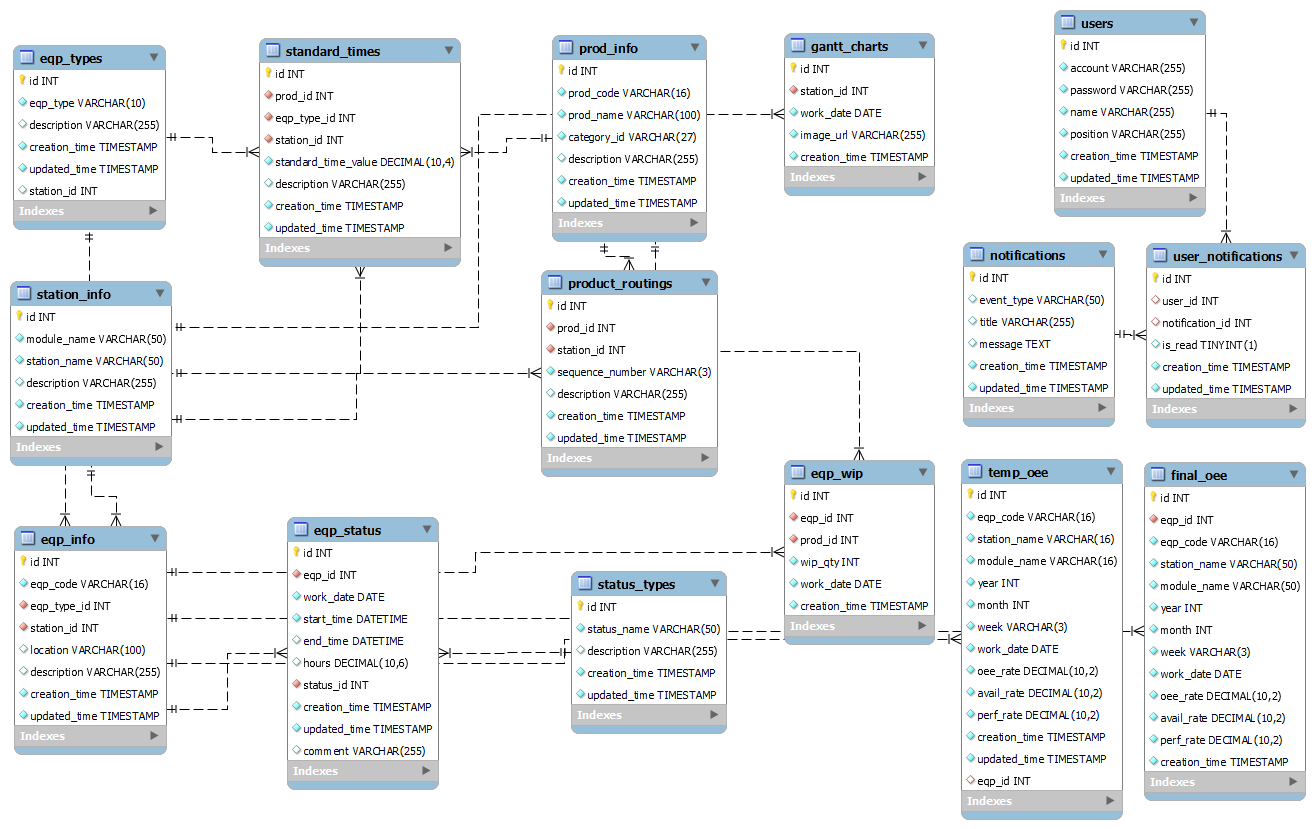 eqp_types
id INT
eqp_type VARCHAR(10)
description VARCHAR(255)
creation_time TIMESTAMP
updated_time TIMESTAMP
station_id INT
Indexes
standard_times
id INT
prod_id INT
eqp_type_id INT
station_id INT
standard_time_value DECIMAL(10,4)
description VARCHAR(255)
creation_time TIMESTAMP
updated_time TIMESTAMP
Indexes
prod_info
id INT
prod_code VARCHAR(16)
prod_name VARCHAR(100)
category_id VARCHAR(27)
description VARCHAR(255)
creation_time TIMESTAMP
updated_time TIMESTAMP
Indexes
gantt_charts
id INT
station_id INT
work_date DATE
image_url VARCHAR(255)
creation_time TIMESTAMP
Indexes
users
id INT
account VARCHAR(255)
password VARCHAR(255)
name VARCHAR(255)
position VARCHAR(255)
creation_time TIMESTAMP
updated_time TIMESTAMP
Indexes
station_info
id INT
module_name VARCHAR(50)
station_name VARCHAR(50)
description VARCHAR(255)
creation_time TIMESTAMP
updated_time TIMESTAMP
Indexes
product_routings
id INT
prod_id INT
station_id INT
sequence_number VARCHAR(3)
description VARCHAR(255)
creation_time TIMESTAMP
updated_time TIMESTAMP
Indexes
notifications
id INT
event_type VARCHAR(50)
title VARCHAR(255)
message TEXT
creation_time TIMESTAMP
updated_time TIMESTAMP
Indexes
user_notifications
id INT
user_id INT
notification_id INT
is_read TINYINT(1)
creation_time TIMESTAMP
updated_time TIMESTAMP
Indexes
eqp_info
id INT
eqp_code VARCHAR(16)
eqp_type_id INT
station_id INT
location VARCHAR(100)
description VARCHAR(255)
creation_time TIMESTAMP
updated_time TIMESTAMP
Indexes
eqp_status
id INT
eqp_id INT
work_date DATE
start_time DATETIME
end_time DATETIME
hours DECIMAL(10,6)
status_id INT
creation_time TIMESTAMP
updated_time TIMESTAMP
comment VARCHAR(255)
Indexes
status_types
id INT
status_name VARCHAR(50)
description VARCHAR(255)
creation_time TIMESTAMP
updated_time TIMESTAMP
Indexes
eqp_wip
id INT
eqp_id INT
prod_id INT
wip_qty INT
work_date DATE
creation_time TIMESTAMP
Indexes
temp_oee
id INT
eqp_code VARCHAR(16)
station_name VARCHAR(16)
module_name VARCHAR(16)
year INT
month INT
week VARCHAR(3)
work_date DATE
oee_rate DECIMAL(10,2)
avail_rate DECIMAL(10,2)
perf_rate DECIMAL(10,2)
creation_time TIMESTAMP
updated_time TIMESTAMP
eqp_id INT
Indexes
final_oee
id INT
eqp_id INT
eqp_code VARCHAR(16)
station_name VARCHAR(50)
module_name VARCHAR(50)
year INT
month INT
week VARCHAR(3)
work_date DATE
oee_rate DECIMAL(10,2)
avail_rate DECIMAL(10,2)
perf_rate DECIMAL(10,2)
creation_time TIMESTAMP
Indexes